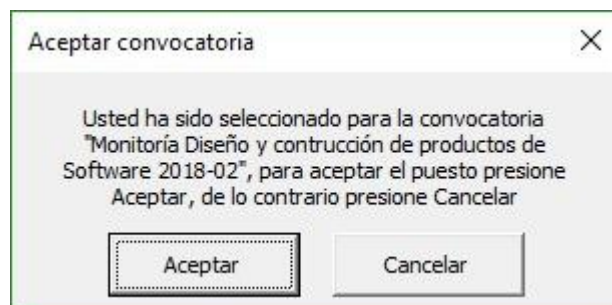 Aceptar convocatoria
Usted ha sido seleccionado para la convocatoria
"Monitoría Diseño y contrucción de productos de
Software 2018-02", para aceptar el puesto presione
Aceptar, de lo contrario presione Cancelar
Aceptar
Cancelar